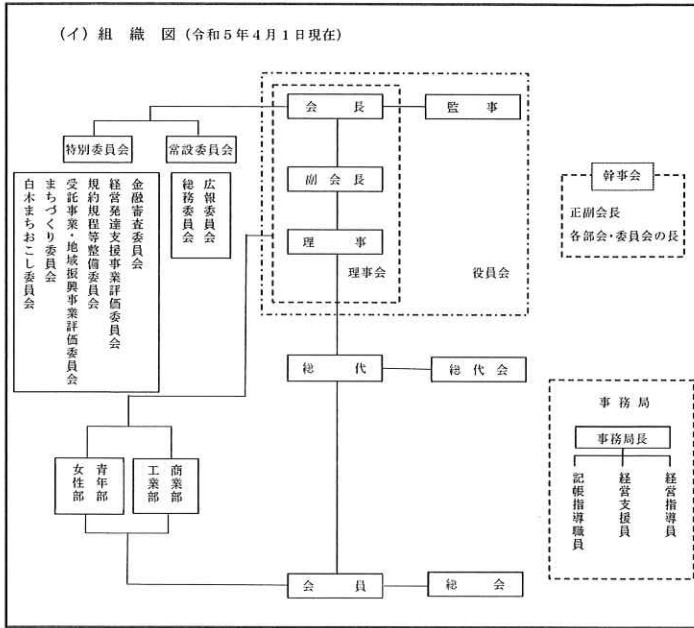 (イ) 組織図 (令和5年4月1日現在)
会長
監事
特別委員会
常設委員会
副会長
理事
理事会
役員会
金融審査委員会
経営発達支援事業評価委員会
規約規程等整備委員会
受託事業・地域振興事業評価委員会
まちづくり委員会
白木まちおこし委員会
広報委員会
総務委員会
幹事会
正副会長
各部会・委員会の長
総代
総代会
事務局
事務局長
経営指導員
経営支援員
記帳指導職員
青年部
女性部
商業部
工業部
会員
総会